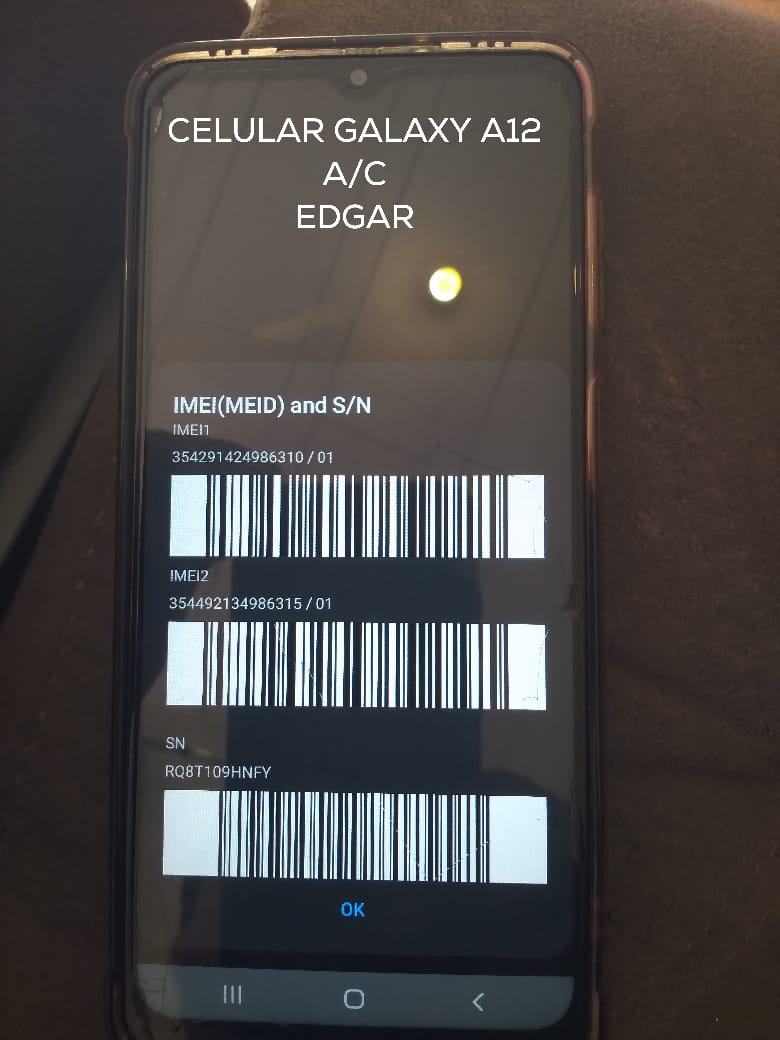 CELULAR GALAXY A12
A/C
EDGAR
IMEI(MEID) and S/N
IMEI1
354291424986310 / 01
IMEI2
354492134986315 / 01
SN
RQ8T109HNFY
OK